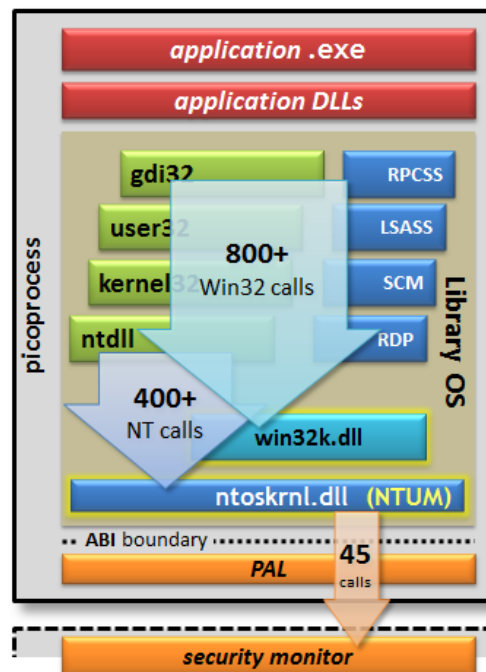 application .exe
application DLLs
gdi32
RPCSS
user32
LSASS
800+
Win32 calls
kernel32
SCM
ntdll
RDP
400+
NT calls
win32k.dll
ntoskrnl.dll (NTUM)
Library OS
picoprocess
ABI boundary
45
calls
PAL
security monitor